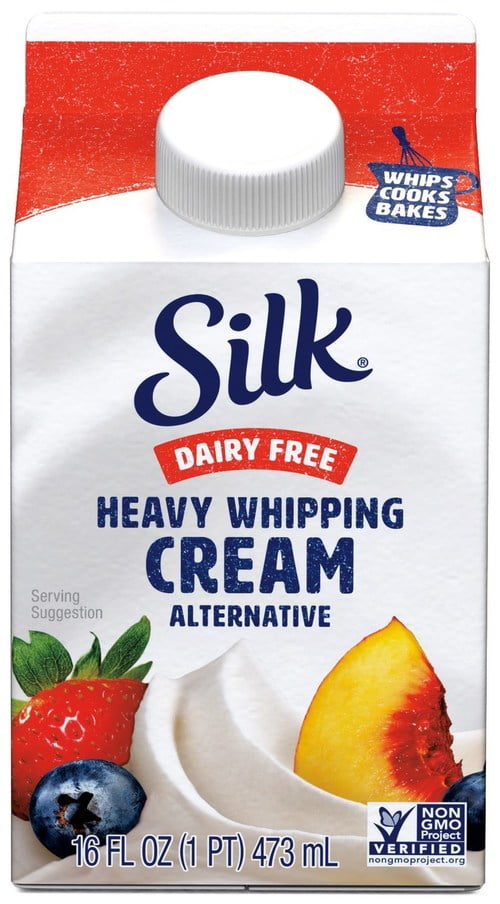 WHIPS
COOKS
BAKES
Silk®
DAIRY FREE
HEAVY WHIPPING
CREAM
ALTERNATIVE
Serving
Suggestion
16 FL OZ (1 PT) 473 mL
NON
GMO
Project
VERIFIED
nongmoproject.org